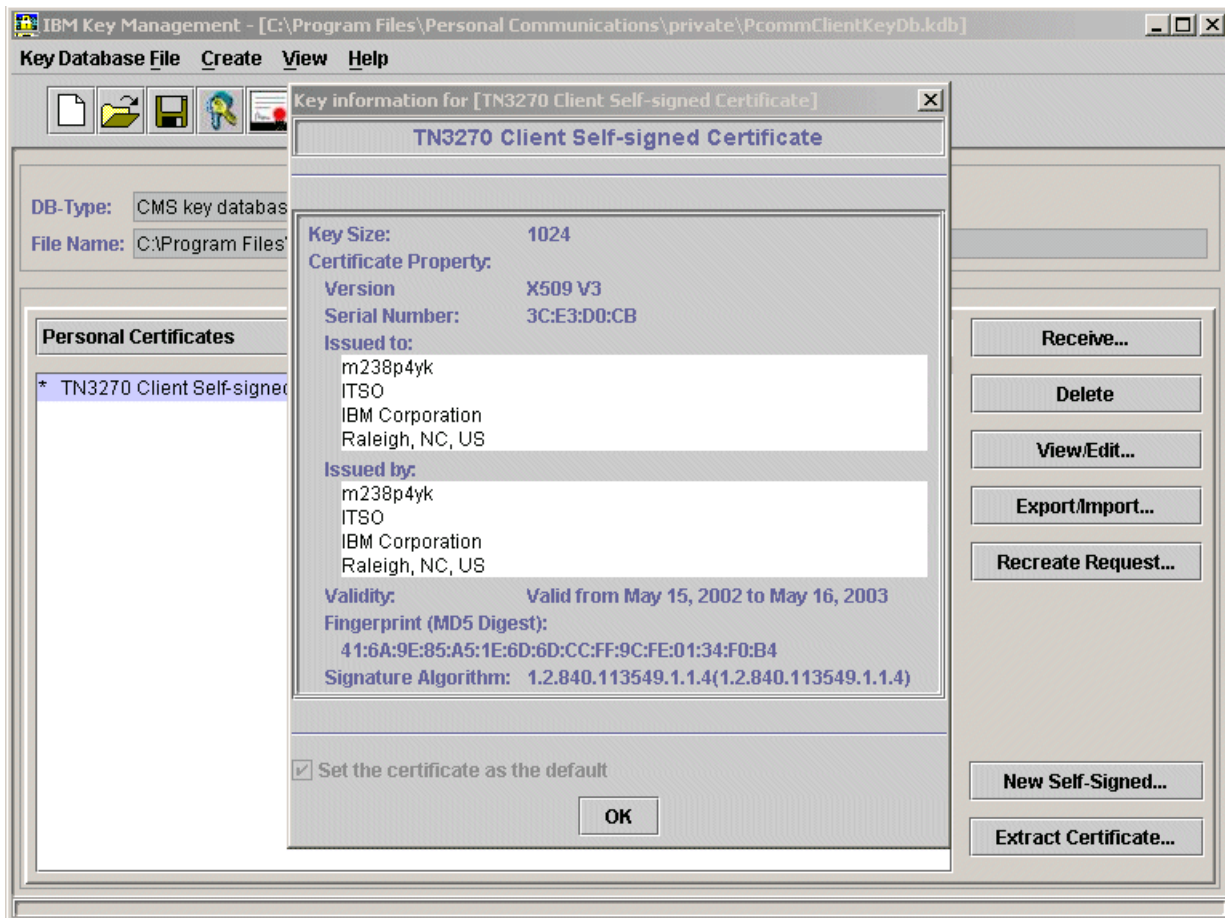 IBM Key Management - [C:\Program Files\Personal Communications\private\PcommClientKeyDb.kdb]
Key Database File Create View Help
Key information for [TN3270 Client Self-signed Certificate]
TN3270 Client Self-signed Certificate
DB-Type: CMS key databas
File Name: C:\Program Files
Key Size: 1024
Certificate Property:
Version X509 V3
Serial Number: 3C:E3:D0:CB
Issued to:
m238p4yk
ITSO
IBM Corporation
Raleigh, NC, US
Issued by:
m238p4yk
ITSO
IBM Corporation
Raleigh, NC, US
Validity: Valid from May 15, 2002 to May 16, 2003
Fingerprint (MD5 Digest):
41:6A:9E:85:A5:1E:6D:6D:CC:FF:9C:FE:01:34:F0:B4
Signature Algorithm: 1.2.840.113549.1.1.4(1.2.840.113549.1.1.4)
Set the certificate as the default
OK
Personal Certificates
* TN3270 Client Self-signed
Receive...
Delete
View/Edit...
Export/Import...
Recreate Request...
New Self-Signed...
Extract Certificate...